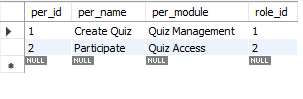 per_id per_name per_module role_id
1 Create Quiz Quiz Management 1
2 Participate Quiz Access 2
NULL NULL NULL NULL